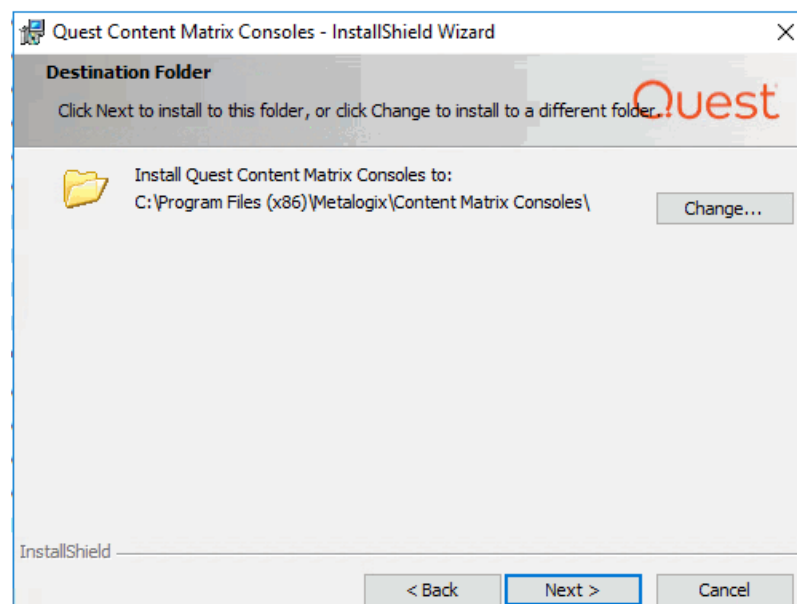 Quest Content Matrix Consoles - InstallShield Wizard
Destination Folder
Click Next to install to this folder, or click Change to install to a different folder.
Quest
Install Quest Content Matrix Consoles to:
C:\Program Files (x86)\Metalogix\Content Matrix Consoles\
Change...
InstallShield
< Back
Next >
Cancel